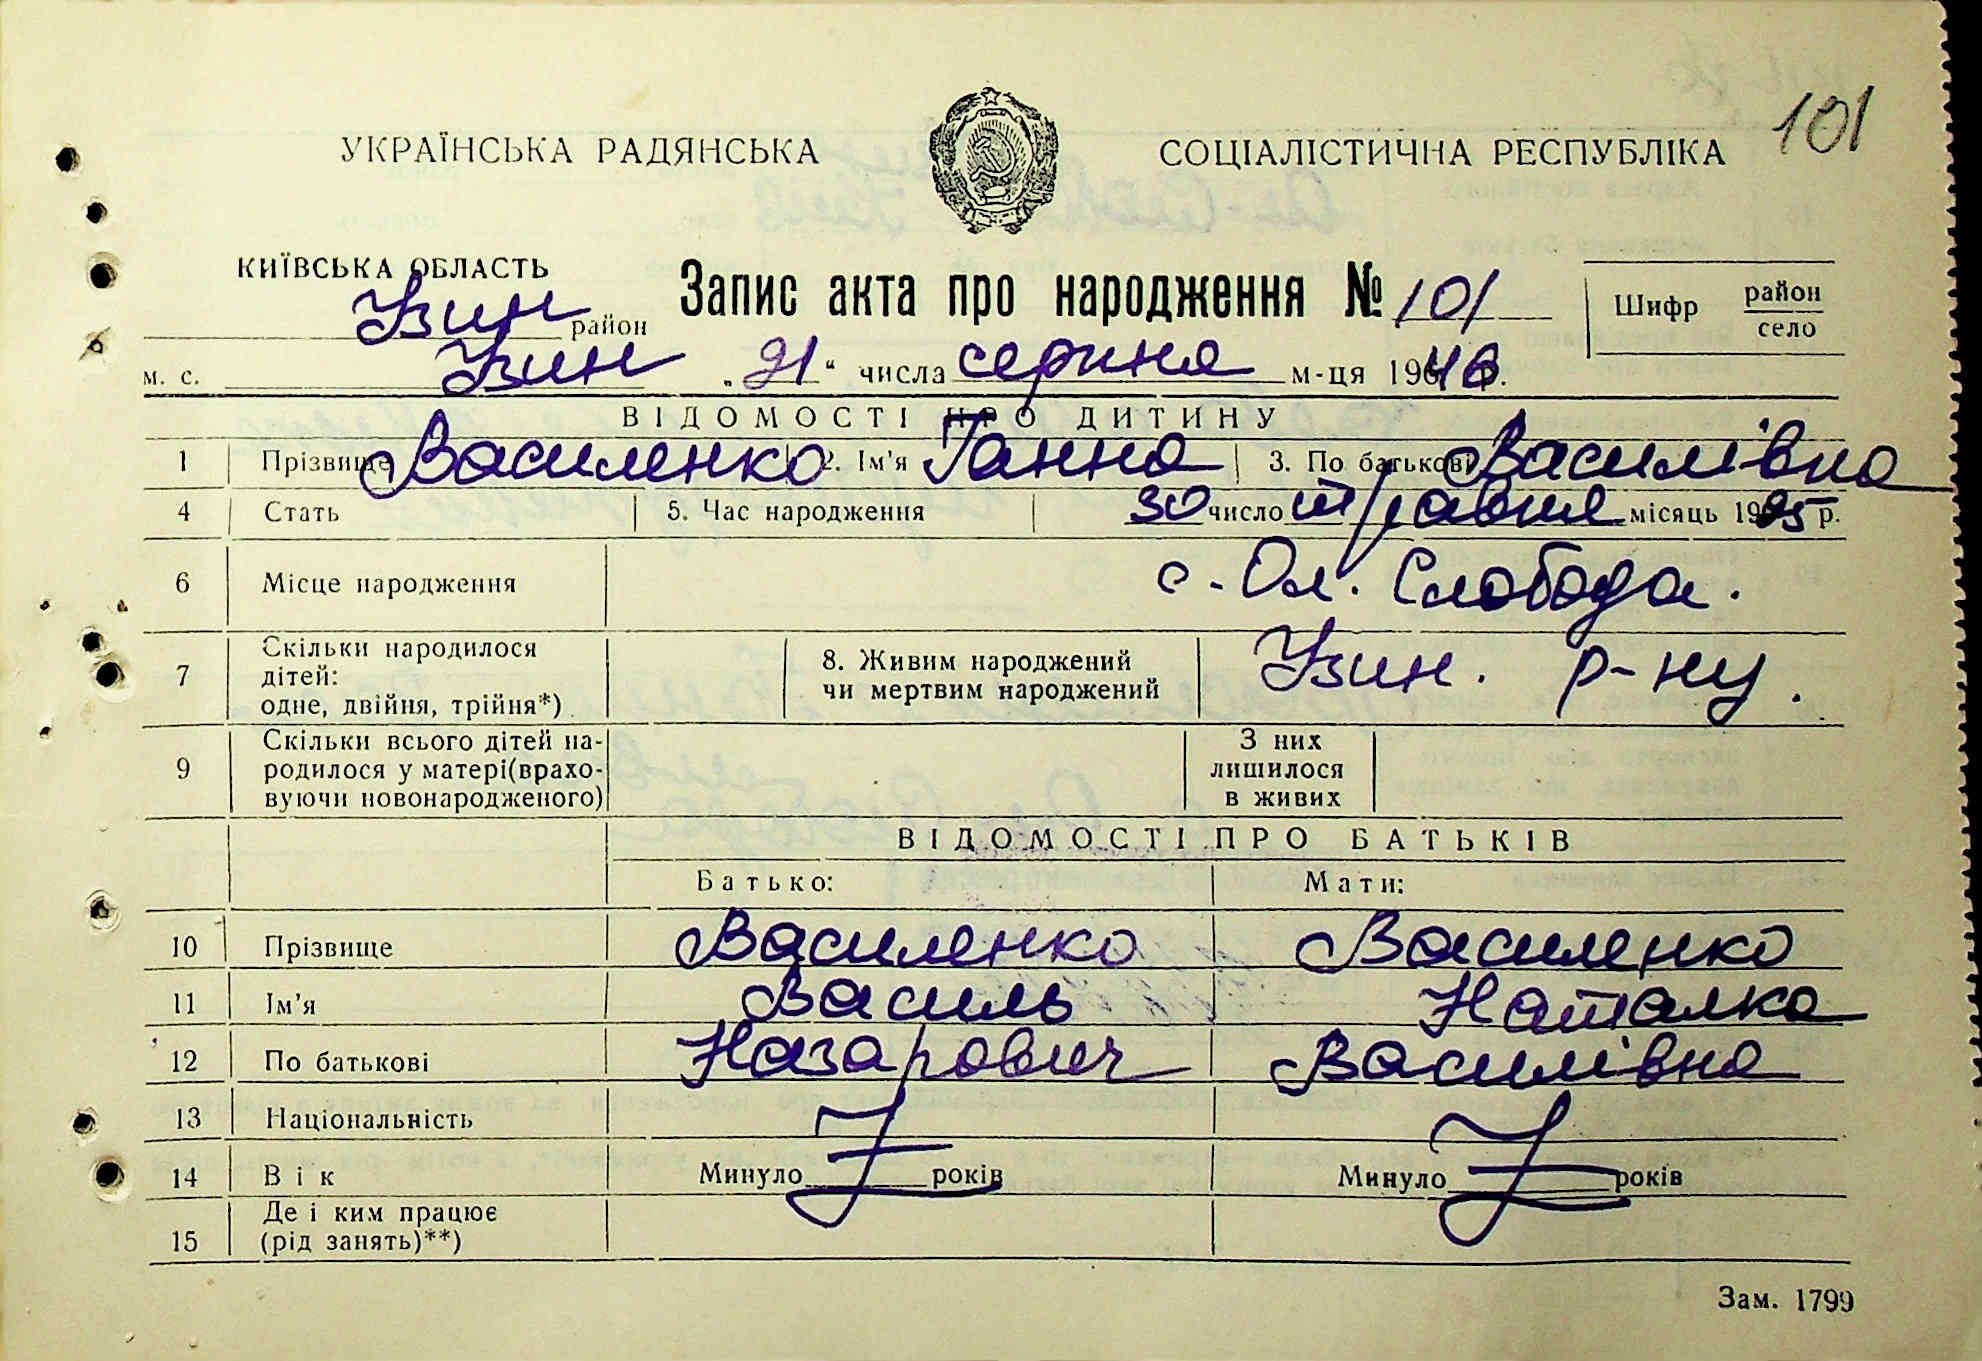 101
УКРАЇНСЬКА РАДЯНСЬКА СОЦІАЛІСТИЧНА РЕСПУБЛІКА
КИЇВСЬКА ОБЛАСТЬ
Узин район
Запис акта про народження № 101
Шифр район село
м. с. Узин „21“ числа серпня м-ця 1946 р.
ВІДОМОСТІ ПРО ДИТИНУ
1 Прізвище Василенко 2. Ім'я Ганна 3. По батькові Василівна
4 Стать 5. Час народження 30 число травня місяць 1925 р.
6 Місце народження с. Ол. Слобода.
7 Скільки народилося дітей: одне, двійня, трійня*) 8. Живим народжений чи мертвим народжений Узин. р-ну.
9 Скільки всього дітей народилося у матері(враховуючи новонародженого) З них лишилося в живих
ВІДОМОСТІ ПРО БАТЬКІВ
Батько: Мати:
10 Прізвище Василенко Василенко
11 Ім'я Василь Наталка
12 По батькові Назарович Василівна
13 Національність
14 Вік Минуло років Минуло років
15 Де і ким працює (рід занять)**)
Зам. 1799